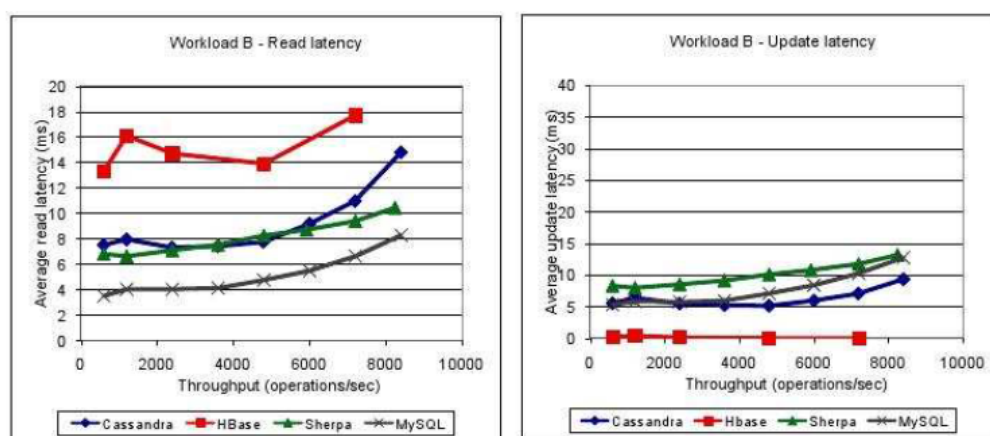 Workload B - Read latency
20
18
16
14
12
10
8
6
4
2
0
Average read latency (ms)
0 2000 4000 6000 8000 10000
Throughput (operations/sec)
Cassandra HBase Sherpa MySQL
Workload B - Update latency
40
35
30
25
20
15
10
5
0
Average update latency (ms)
0 2000 4000 6000 8000 10000
Throughput (operations/sec)
Cassandra Hbase Sherpa MySQL